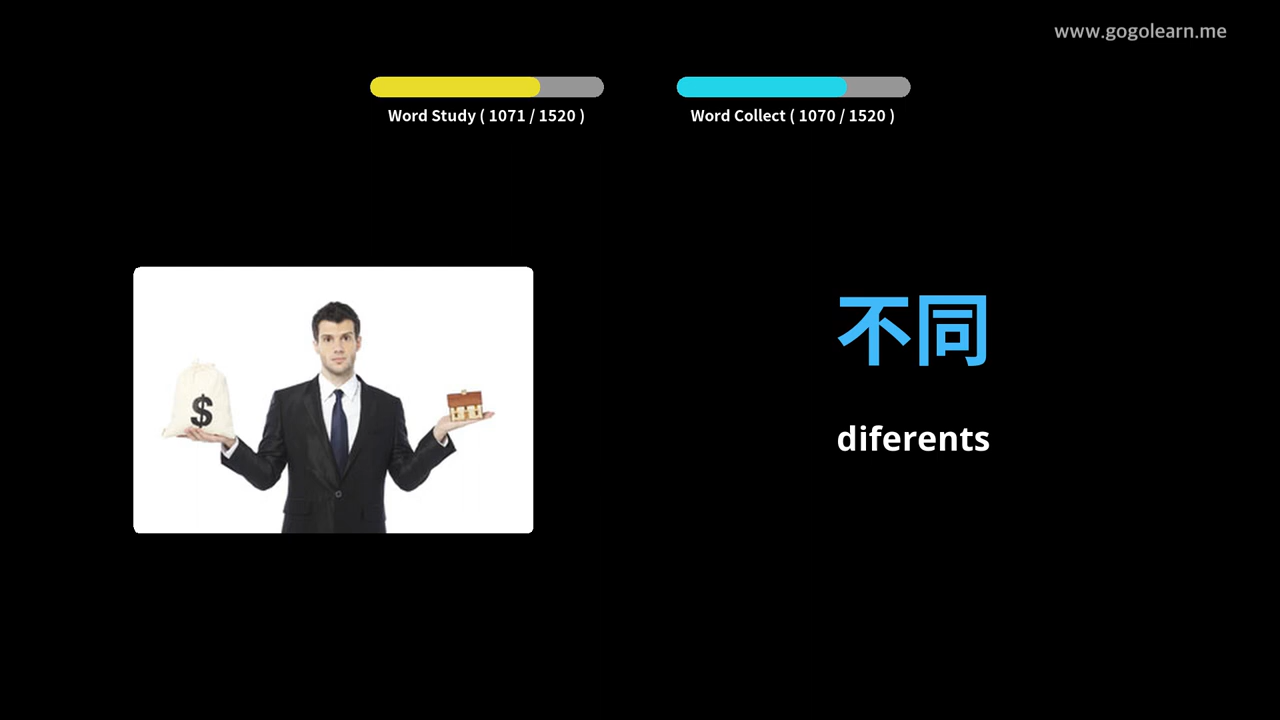 www.gogolearn.me
Word Study ( 1071 / 1520 )
Word Collect ( 1070 / 1520 )
$
不同
diferents